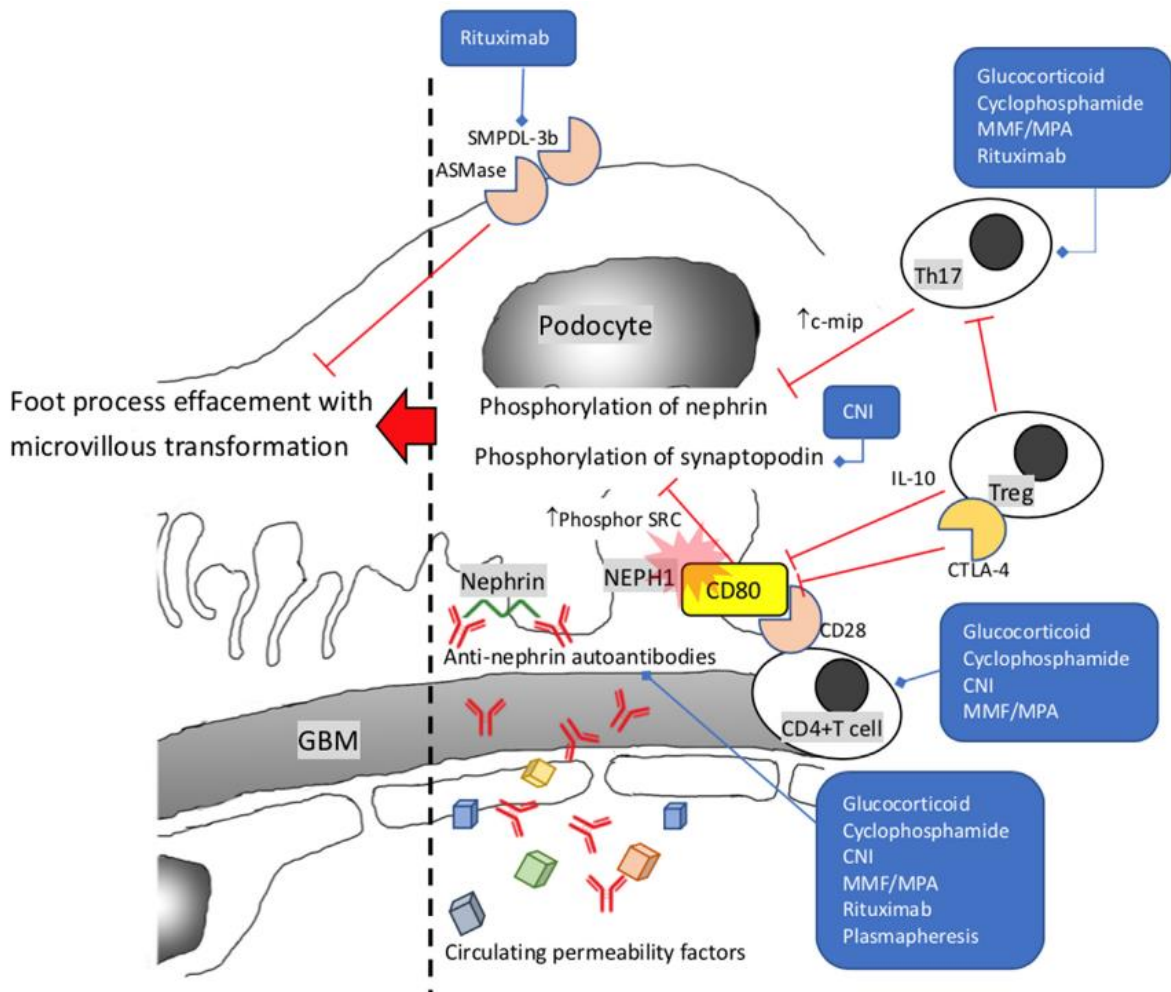 Rituximab
SMPDL-3b
ASMase
Glucocorticoid
Cyclophosphamide
MMF/MPA
Rituximab
Th17
↑c-mip
Podocyte
Phosphorylation of nephrin
Foot process effacement with
microvillous transformation
CNI
Phosphorylation of synaptopodin
IL-10
Treg
CTLA-4
↑Phosphor SRC
Nephrin
NEPH1
CD80
CD28
Anti-nephrin autoantibodies
Glucocorticoid
Cyclophosphamide
CNI
MMF/MPA
GBM
CD4+T cell
Glucocorticoid
Cyclophosphamide
CNI
MMF/MPA
Rituximab
Plasmapheresis
Circulating permeability factors